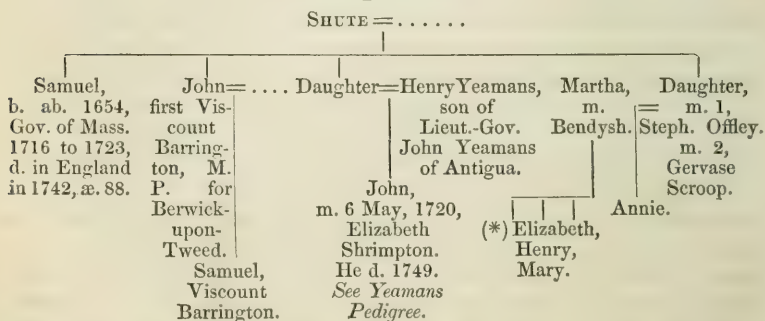 SHUTE = . . . . . .
Samuel, John= . . . . Daughter=Henry Yeamans, Martha, Daughter,
b. ab. 1654, first Vis- son of m. = m. 1,
Gov. of Mass. count Lieut.-Gov. Bendysh. Steph. Offley.
1716 to 1723, Barring- John Yeamans m. 2,
d. in England ton, M. of Antigua. Gervase
in 1742, æ. 88. P. for John, Scroop.
Berwick- m. 6 May, 1720, Annie.
upon- Elizabeth (*) Elizabeth,
Tweed. Shrimpton. Henry,
Samuel, He d. 1749. Mary.
Viscount See Yeamans
Barrington. Pedigree.